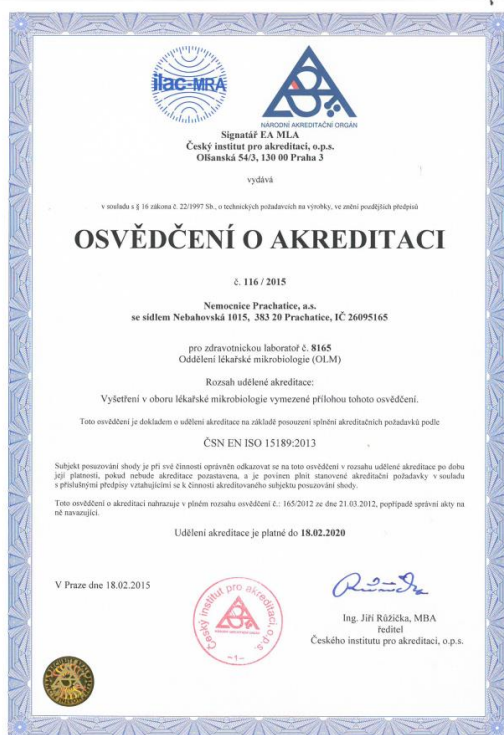 ilac-MRA
NÁRODNÍ AKREDITAČNÍ ORGÁN
Signatář EA MLA
Český institut pro akreditaci, o.p.s.
Olšanská 54/3, 130 00 Praha 3
vydává
v souladu s § 16 zákona č. 22/1997 Sb., o technických požadavcích na výrobky, ve znění pozdějších předpisů
OSVĚDČENÍ O AKREDITACI
č. 116 / 2015
Nemocnice Prachatice, a.s.
se sídlem Nebahovská 1015, 383 20 Prachatice, IČ 26095165
pro zdravotnickou laboratoř č. 8165
Oddělení lékařské mikrobiologie (OLM)
Rozsah udělené akreditace:
Vyšetření v oboru lékařské mikrobiologie vymezené přílohou tohoto osvědčení.
Toto osvědčení je dokladem o udělení akreditace na základě posouzení splnění akreditačních požadavků podle
ČSN EN ISO 15189:2013
Subjekt posuzování shody je při své činnosti oprávněn odkazovat se na toto osvědčení v rozsahu udělené akreditace po dobu
její platnosti, pokud nebude akreditace pozastavena, a je povinen plnit stanovené akreditační požadavky v souladu
s příslušnými předpisy vztahujícími se k činnosti akreditovaného subjektu posuzování shody.
Toto osvědčení o akreditaci nahrazuje v plném rozsahu osvědčení č.: 165/2012 ze dne 21.03.2012, popřípadě správní akty na
ně navazující.
Udělení akreditace je platné do 18.02.2020
V Praze dne 18.02.2015
Český institut pro akreditaci, o.p.s.
–1–
Ing. Jiří Růžička, MBA
ředitel
Českého institutu pro akreditaci, o.p.s.